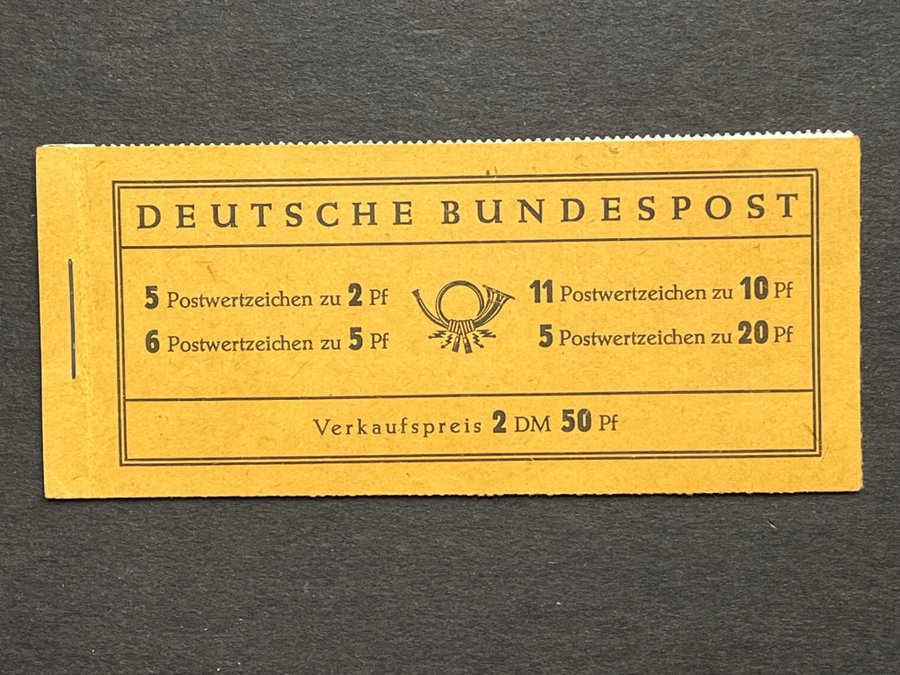 DEUTSCHE BUNDESPOST
5 Postwertzeichen zu 2 Pf
6 Postwertzeichen zu 5 Pf
11 Postwertzeichen zu 10 Pf
5 Postwertzeichen zu 20 Pf
Verkaufspreis 2 DM 50 Pf